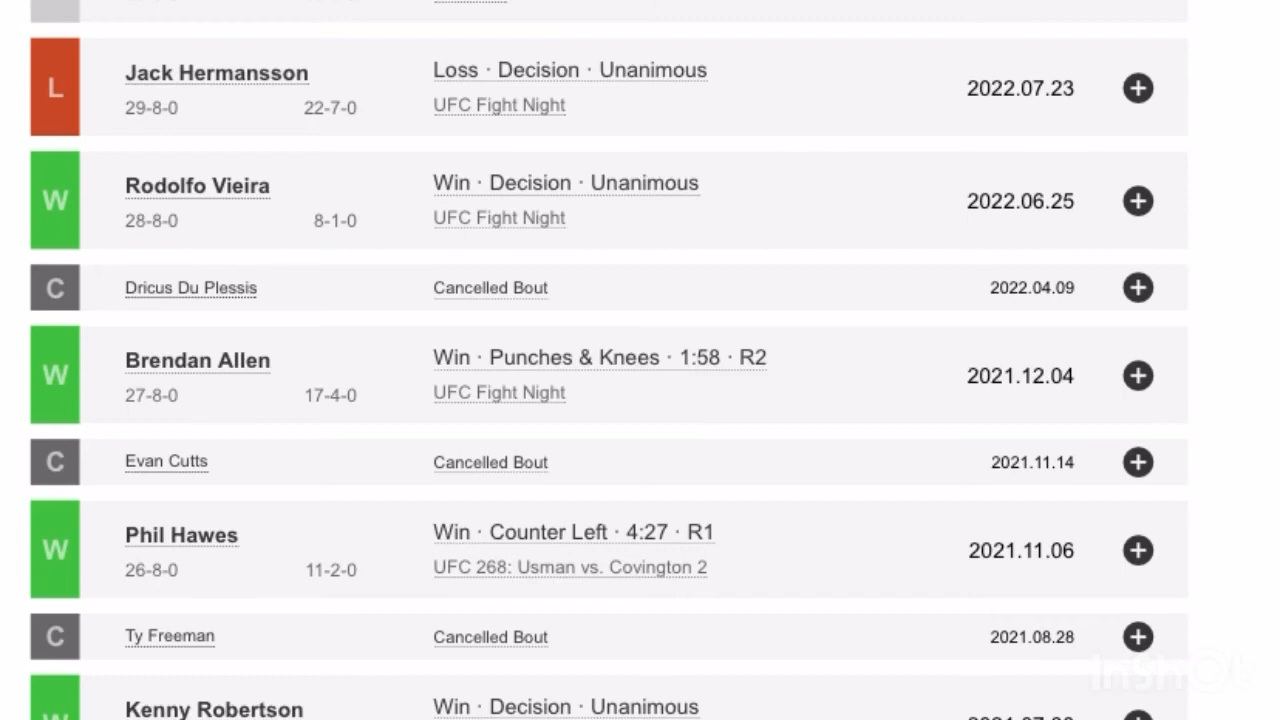 L
Jack Hermansson
Loss · Decision · Unanimous
29-8-0
22-7-0
UFC Fight Night
2022.07.23
W
Rodolfo Vieira
Win · Decision · Unanimous
28-8-0
8-1-0
UFC Fight Night
2022.06.25
C
Dricus Du Plessis
Cancelled Bout
2022.04.09
W
Brendan Allen
Win · Punches & Knees · 1:58 · R2
27-8-0
17-4-0
UFC Fight Night
2021.12.04
C
Evan Cutts
Cancelled Bout
2021.11.14
W
Phil Hawes
Win · Counter Left · 4:27 · R1
26-8-0
11-2-0
UFC 268: Usman vs. Covington 2
2021.11.06
C
Ty Freeman
Cancelled Bout
2021.08.28
InShOt
W
Kenny Robertson
Win · Decision · Unanimous